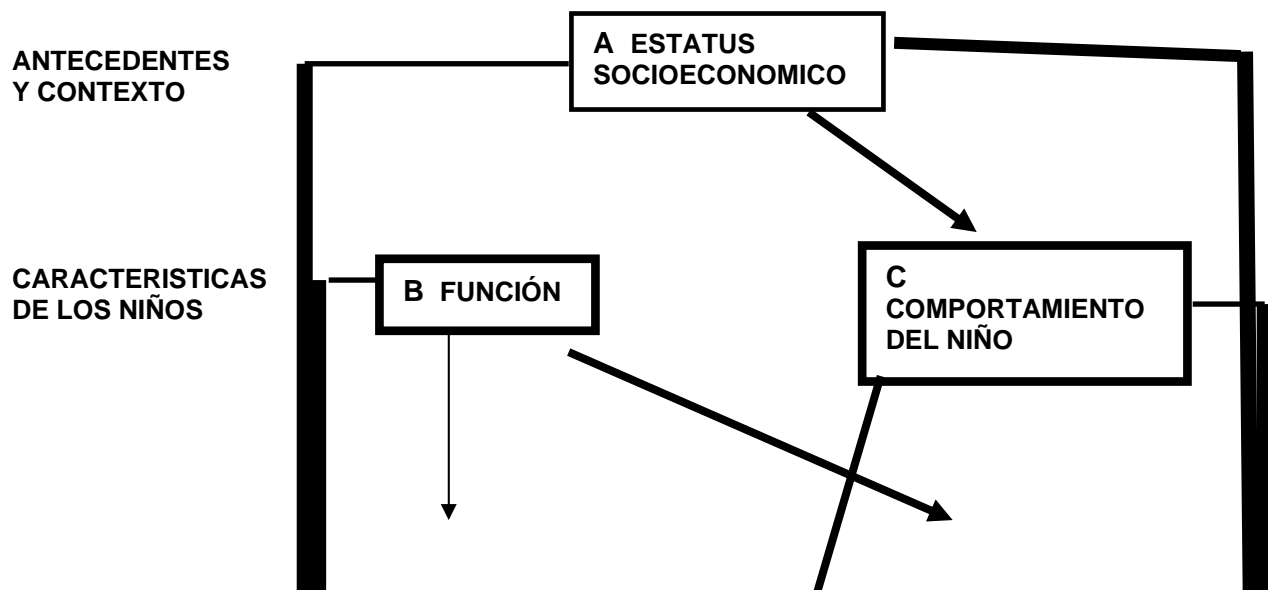 ANTECEDENTES
Y CONTEXTO
A ESTATUS
SOCIOECONOMICO
CARACTERISTICAS
DE LOS NIÑOS
B FUNCIÓN
C
COMPORTAMIENTO
DEL NIÑO